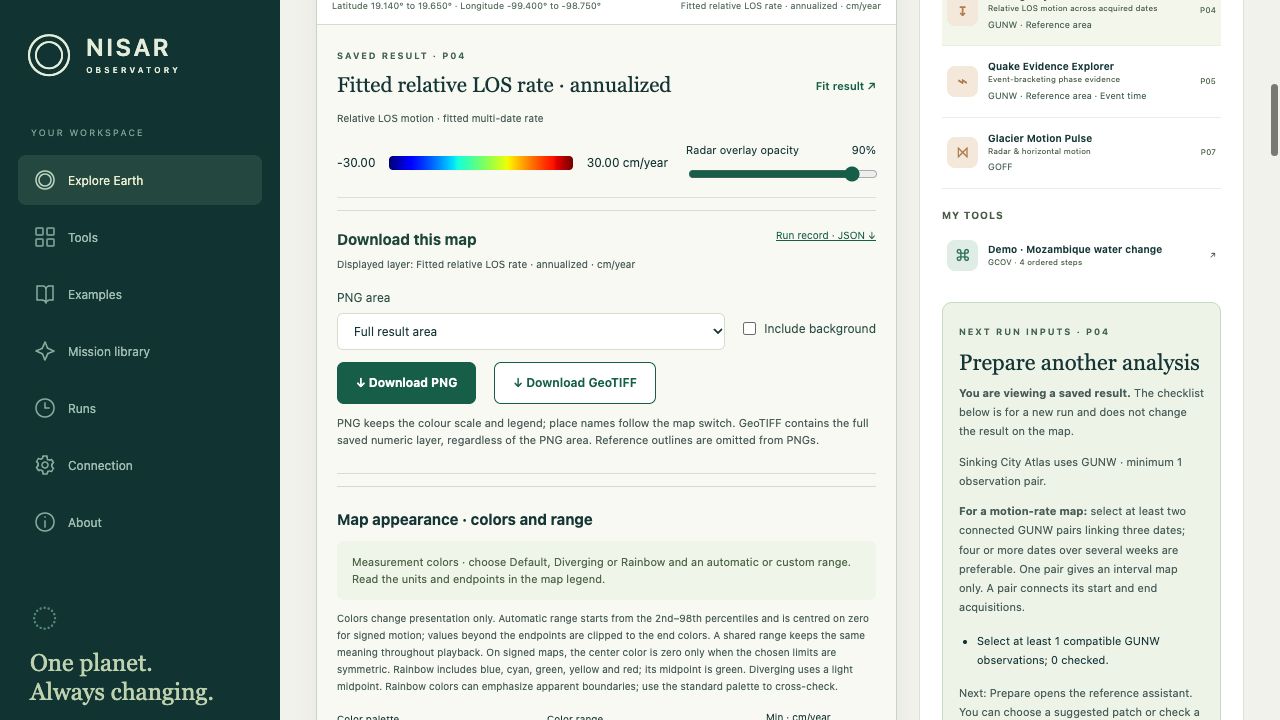 NISAR
OBSERVATORY
YOUR WORKSPACE
Explore Earth
Tools
Examples
Mission library
Runs
Connection
About
One planet.
Always changing.
Latitude 19.140° to 19.650° · Longitude -99.400° to -98.750°
Fitted relative LOS rate · annualized · cm/year
SAVED RESULT · P04
Fitted relative LOS rate · annualized
Fit result ↗
Relative LOS motion · fitted multi-date rate
-30.00
30.00 cm/year
Radar overlay opacity
90%
Download this map
Run record · JSON ↓
Displayed layer: Fitted relative LOS rate · annualized · cm/year
PNG area
Full result area
Include background
↓ Download PNG
↓ Download GeoTIFF
PNG keeps the colour scale and legend; place names follow the map switch. GeoTIFF contains the full
saved numeric layer, regardless of the PNG area. Reference outlines are omitted from PNGs.
Map appearance · colors and range
Measurement colors · choose Default, Diverging or Rainbow and an automatic or custom range.
Read the units and endpoints in the map legend.
Colors change presentation only. Automatic range starts from the 2nd–98th percentiles and is centred on zero
for signed motion; values beyond the endpoints are clipped to the end colors. A shared range keeps the same
meaning throughout playback. On signed maps, the center color is zero only when the chosen limits are
symmetric. Rainbow includes blue, cyan, green, yellow and red; its midpoint is green. Diverging uses a light
midpoint. Rainbow colors can emphasize apparent boundaries; use the standard palette to cross-check.
Color palette
Color range
Min · cm/year
Relative LOS motion across acquired dates
P04
GUNW · Reference area
Quake Evidence Explorer
Event-bracketing phase evidence
P05
GUNW · Reference area · Event time
Glacier Motion Pulse
Radar & horizontal motion
P07
GOFF
MY TOOLS
Demo · Mozambique water change
GCOV · 4 ordered steps
↗
NEXT RUN INPUTS · P04
Prepare another analysis
You are viewing a saved result. The checklist
below is for a new run and does not change
the result on the map.
Sinking City Atlas uses GUNW · minimum 1
observation pair.
For a motion-rate map: select at least two
connected GUNW pairs linking three dates;
four or more dates over several weeks are
preferable. One pair gives an interval map
only. A pair connects its start and end
acquisitions.
• Select at least 1 compatible GUNW
observations; 0 checked.
Next: Prepare opens the reference assistant.
You can choose a suggested patch or check a